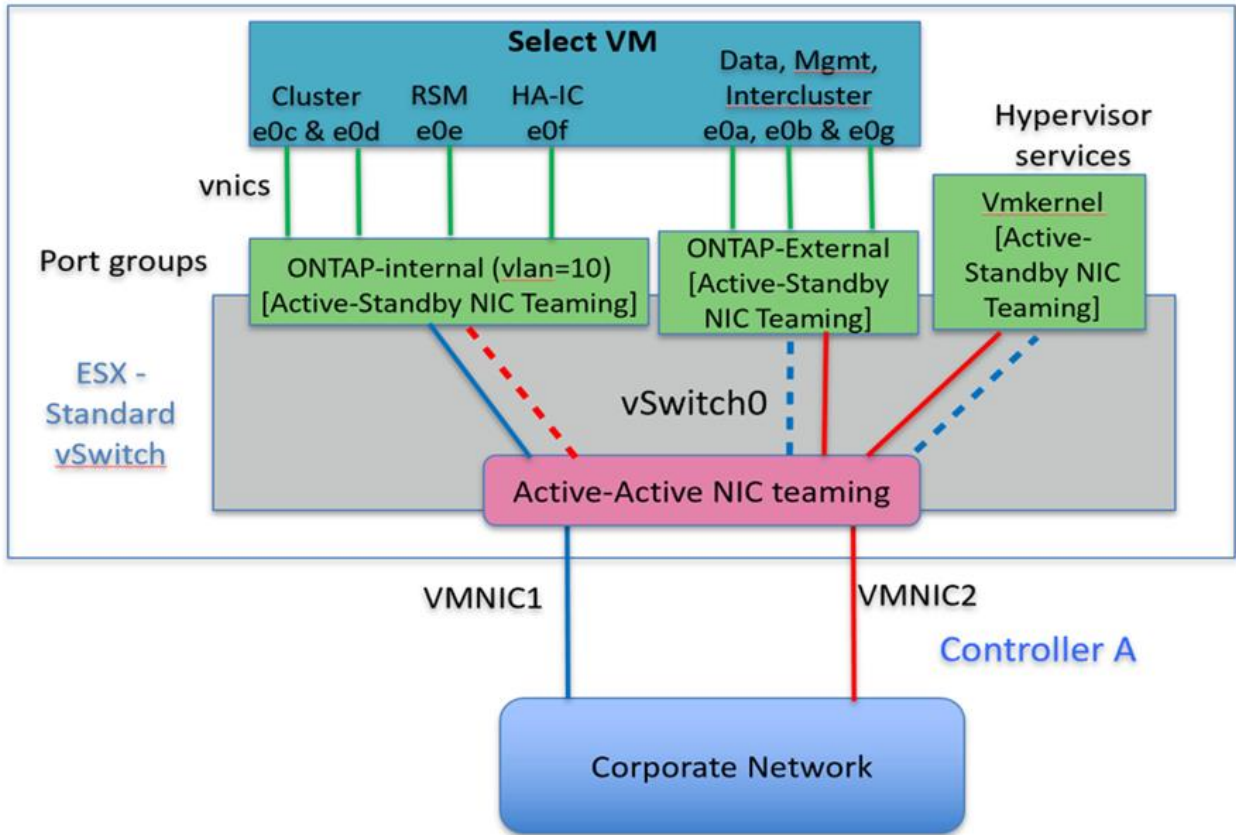 Select VM
Cluster
e0c & e0d
RSM
e0e
HA-IC
e0f
Data, Mgmt,
Intercluster
e0a, e0b & e0g
Hypervisor
services
vnics
Port groups
ONTAP-internal (vlan=10)
[Active-Standby NIC Teaming]
ONTAP-External
[Active-Standby
NIC Teaming]
Vmkernel
[Active-
Standby NIC
Teaming]
ESX -
Standard
vSwitch
vSwitch0
Active-Active NIC teaming
VMNIC1
VMNIC2
Controller A
Corporate Network